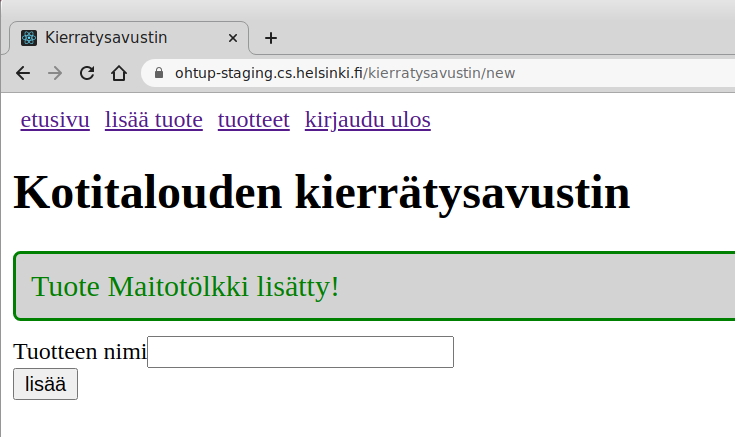 Kierratysavustin
ohtup-staging.cs.helsinki.fi/kierratysavustin/new
etusivu lisää tuote tuotteet kirjaudu ulos
Kotitalouden kierrätysavustin
Tuote Maitotölkki lisätty!
Tuotteen nimi
lisää